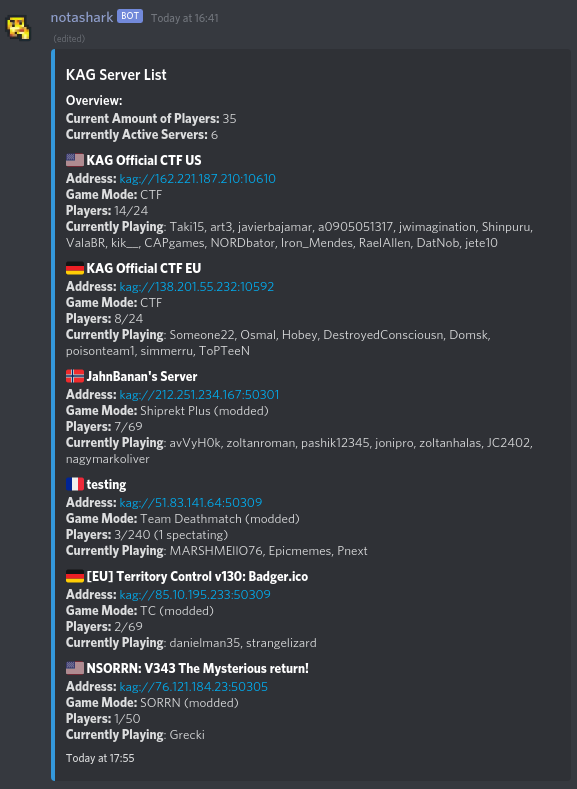 notashark BOT Today at 16:41
(edited)
KAG Server List
Overview:
Current Amount of Players: 35
Currently Active Servers: 6
KAG Official CTF US
Address: kag://162.221.187.210:10610
Game Mode: CTF
Players: 14/24
Currently Playing: Taki15, art3, javierbajamar, a0905051317, jwimagination, Shinpuru,
ValaBR, kik__, CAPgames, NORDbator, Iron_Mendes, RaelAllen, DatNob, jete10
KAG Official CTF EU
Address: kag://138.201.55.232:10592
Game Mode: CTF
Players: 8/24
Currently Playing: Someone22, Osmal, Hobey, DestroyedConsciousn, Domsk,
poisonteam1, simmerru, ToPTeeN
JahnBanan's Server
Address: kag://212.251.234.167:50301
Game Mode: Shiprekt Plus (modded)
Players: 7/69
Currently Playing: avVyH0k, zoltanroman, pashik12345, jonipro, zoltanhalas, JC2402,
nagymarkoliver
testing
Address: kag://51.83.141.64:50309
Game Mode: Team Deathmatch (modded)
Players: 3/240 (1 spectating)
Currently Playing: MARSHMEllO76, Epicmemes, Pnext
[EU] Territory Control v130: Badger.ico
Address: kag://85.10.195.233:50309
Game Mode: TC (modded)
Players: 2/69
Currently Playing: danielman35, strangelizard
NSORRN: V343 The Mysterious return!
Address: kag://76.121.184.23:50305
Game Mode: SORRN (modded)
Players: 1/50
Currently Playing: Grecki
Today at 17:55